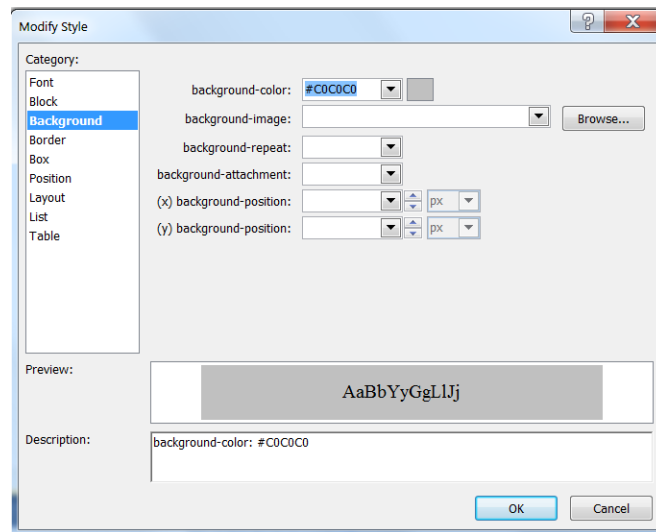 Modify Style
?
X
Category:
Font
Block
Background
Border
Box
Position
Layout
List
Table
background-color: #C0C0C0
background-image: Browse...
background-repeat:
background-attachment:
(x) background-position: px
(y) background-position: px
Preview:
AaBbYyGgLlJj
Description:
background-color: #C0C0C0
OK Cancel